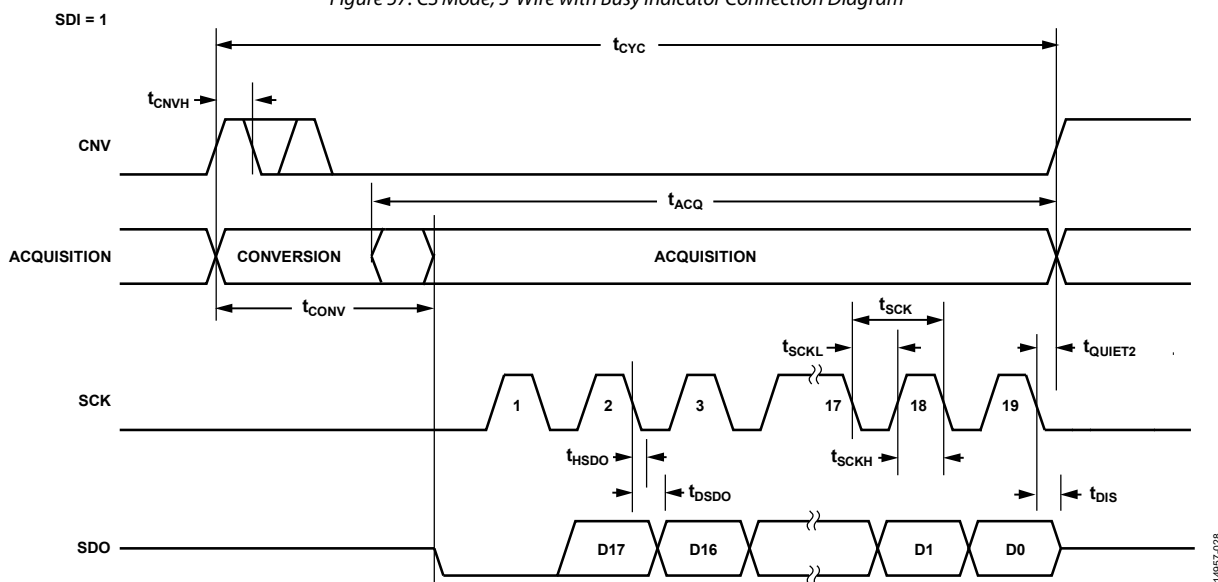 Figure 37. CS Mode, 3-Wire with Busy Indicator Connection Diagram
SDI = 1
tCYC
tCNVH
CNV
tACQ
ACQUISITION
CONVERSION
ACQUISITION
tCONV
tSCK
tSCKL
tQUIET2
SCK
1
2
3
17
18
19
tHSDO
tSCKH
tDSDO
tDIS
SDO
D17
D16
D1
D0
14957-028